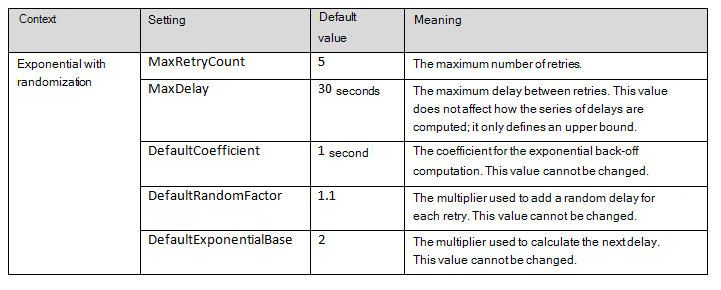 Context Setting Default value Meaning
Exponential with randomization MaxRetryCount 5 The maximum number of retries.
MaxDelay 30 seconds The maximum delay between retries. This value
does not affect how the series of delays are
computed; it only defines an upper bound.
DefaultCoefficient 1 second The coefficient for the exponential back-off
computation. This value cannot be changed.
DefaultRandomFactor 1.1 The multiplier used to add a random delay for
each retry. This value cannot be changed.
DefaultExponentialBase 2 The multiplier used to calculate the next delay.
This value cannot be changed.